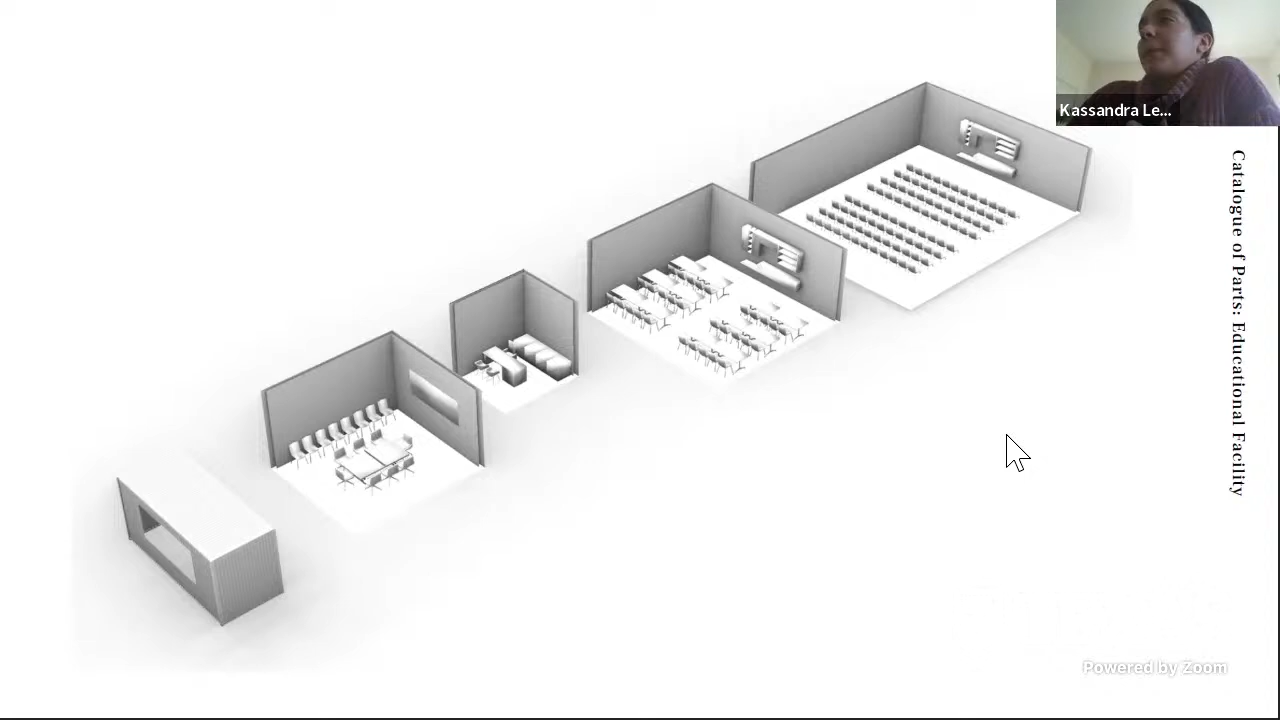 Kassandra Le...
Catalogue of Parts: Educational Facility
Powered by Zoom